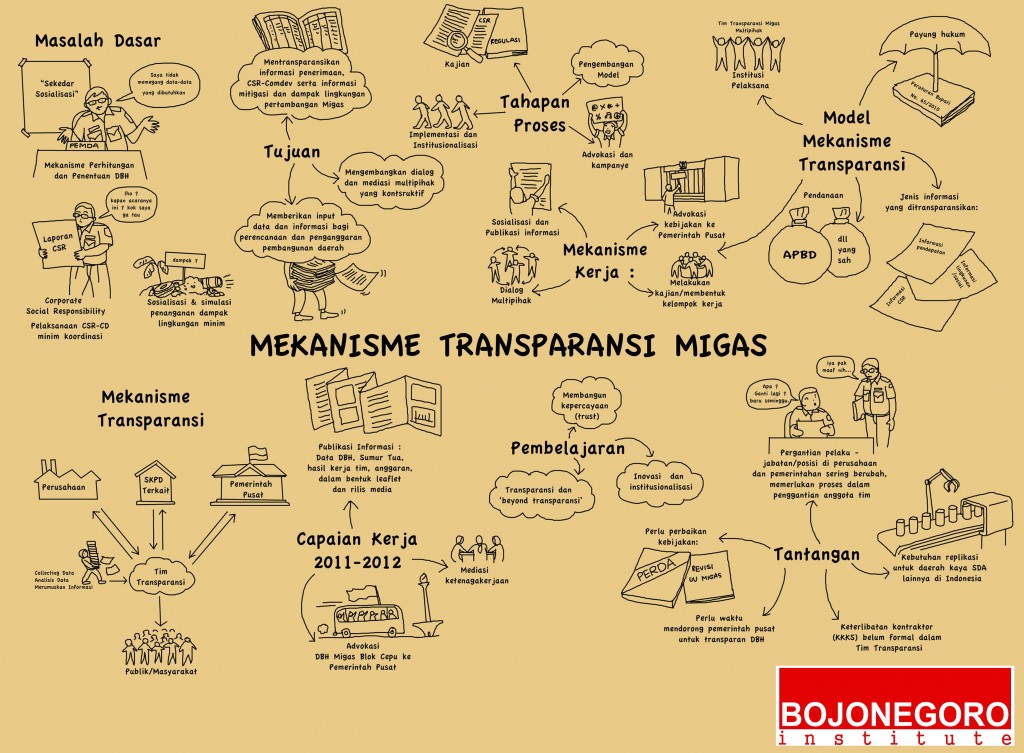 Masalah Dasar
"Sekedar
Sosialisasi"
Saya tidak
memegang data-data
yang dibutuhkan
PEMDA
Mekanisme Perhitungan
dan Penentuan DBH
Iho ?
kapan acaranya
ini ? kok saya
ga tau
Laporan
CSR
Corporate
Social Responsibility
Pelaksanaan CSR-CD
minim koordinasi
dampak ?
Sosialisasi & simulasi
penanganan dampak
lingkungan minim
Mentransparansikan
informasi penerimaan,
CSR-Comdev serta informasi
mitigasi dan dampak lingkungan
pertambangan Migas
Tujuan
Mengembangkan dialog
dan mediasi multipihak
yang kontsruktif
Memberikan input
data dan informasi bagi
perencanaan dan penganggaran
pembangunan daerah
CSR
REGULASI
Kajian
Pengembangan
Model
Tahapan
Proses
Implementasi dan
Institusionalisasi
Advokasi dan
kampanye
Sosialisasi dan
Publikasi informasi
Advokasi
kebijakan ke
Pemerintah Pusat
Mekanisme
Kerja :
Dialog
Multipihak
Melakukan
kajian/membentuk
kelompok kerja
Tim Transparansi Migas
Multipihak
Institusi
Pelaksana
Payung hukum
Peraturan Bupati
No. 45/2010
Model
Mekanisme
Transparansi
Pendanaan
APBD
dll
yang
sah
Jenis informasi
yang ditransparansikan:
Informasi
pendapatan
Informasi
lingkungan
/sosial
Informasi
CSR
MEKANISME TRANSPARANSI MIGAS
Mekanisme
Transparansi
Perusahaan
SKPD
Terkait
Pemerintah
Pusat
Collecting Data
Analisis Data
Merumuskan Informasi
Tim
Transparansi
Publik/Masyarakat
Publikasi Informasi :
Data DBH, Sumur Tua,
hasil kerja tim, anggaran,
dalam bentuk leaflet
dan rilis media
Capaian Kerja
2011-2012
Mediasi
ketenagakerjaan
Advokasi
DBH Migas Blok Cepu ke
Pemerintah Pusat
Membangun
kepercayaan
(trust)
Pembelajaran
Transparansi dan
'beyond transparansi'
Inovasi dan
institusionalisasi
Apa ?
Ganti lagi ?
baru seminggu..
iya pak
maaf nih...
Pergantian pelaku -
jabatan/posisi di perusahaan
dan pemerintah sering berubah,
memerlukan proses dalam
penggantian anggota tim
Perlu perbaikan
kebijakan:
PERDA
REVISI
UU MIGAS
Tantangan
Kebutuhan replikasi
untuk daerah kaya SDA
lainnya di Indonesia
Perlu waktu
mendorong pemerintah pusat
untuk transparan DBH
Keterlibatan kontraktor
(KKKS) belum formal dalam
Tim Transparansi
BOJONEGORO
institute